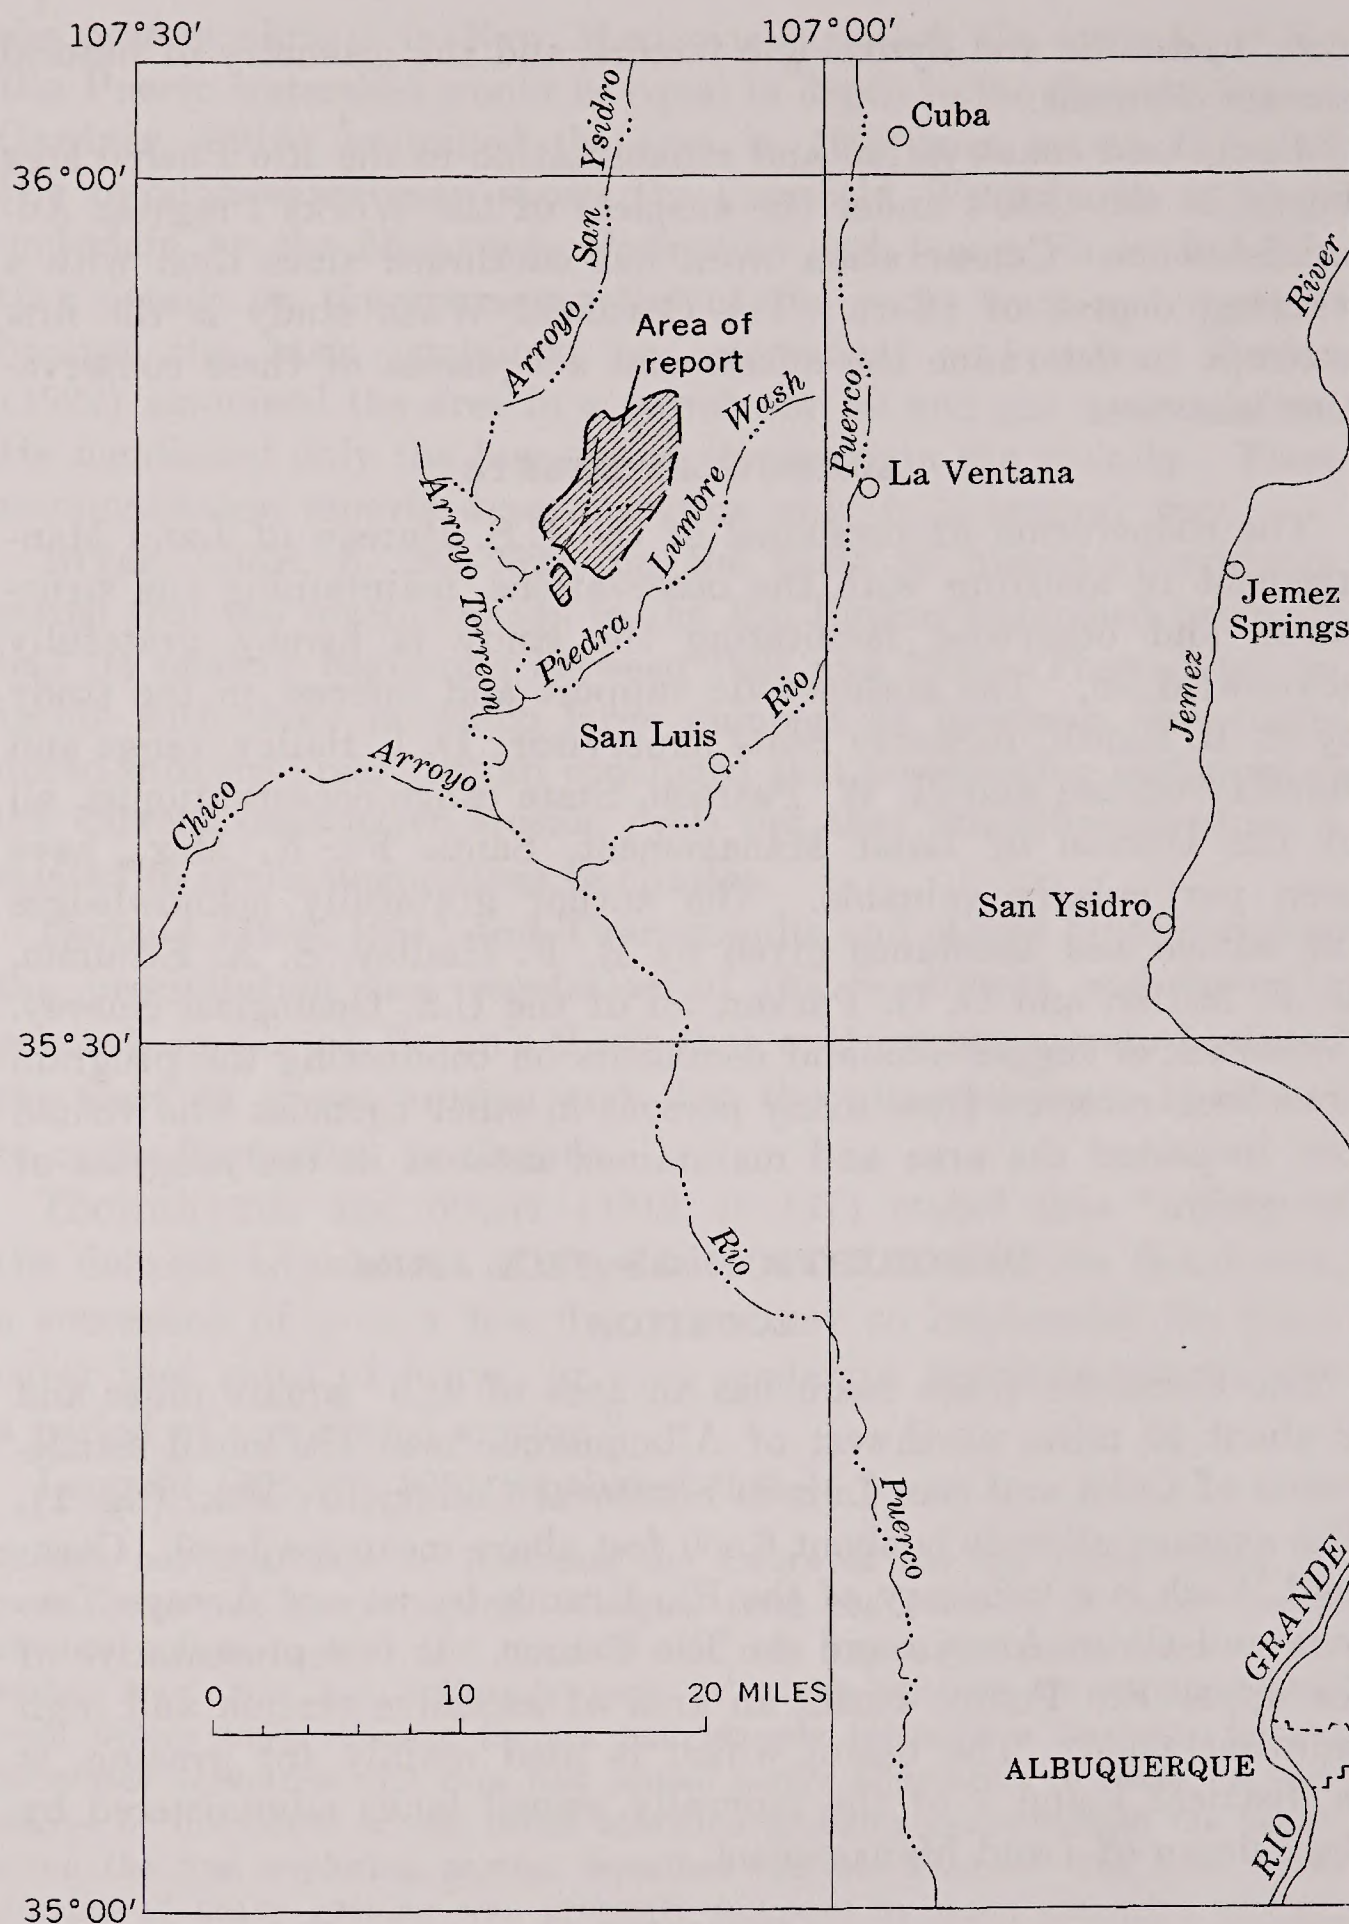 107°30′
107°00′
Cuba
36°00′
Arroyo San Ysidro
River
Area of
report
Wash
Puerco
La Ventana
Lumbre
Arroyo Torreon
Jemez
Springs
Piedra
Rio
Jemez
San Luis
Arroyo
Chico
San Ysidro
35°30′
Rio
Puerco
GRANDE
0 10 20 MILES
ALBUQUERQUE
RIO
35°00′